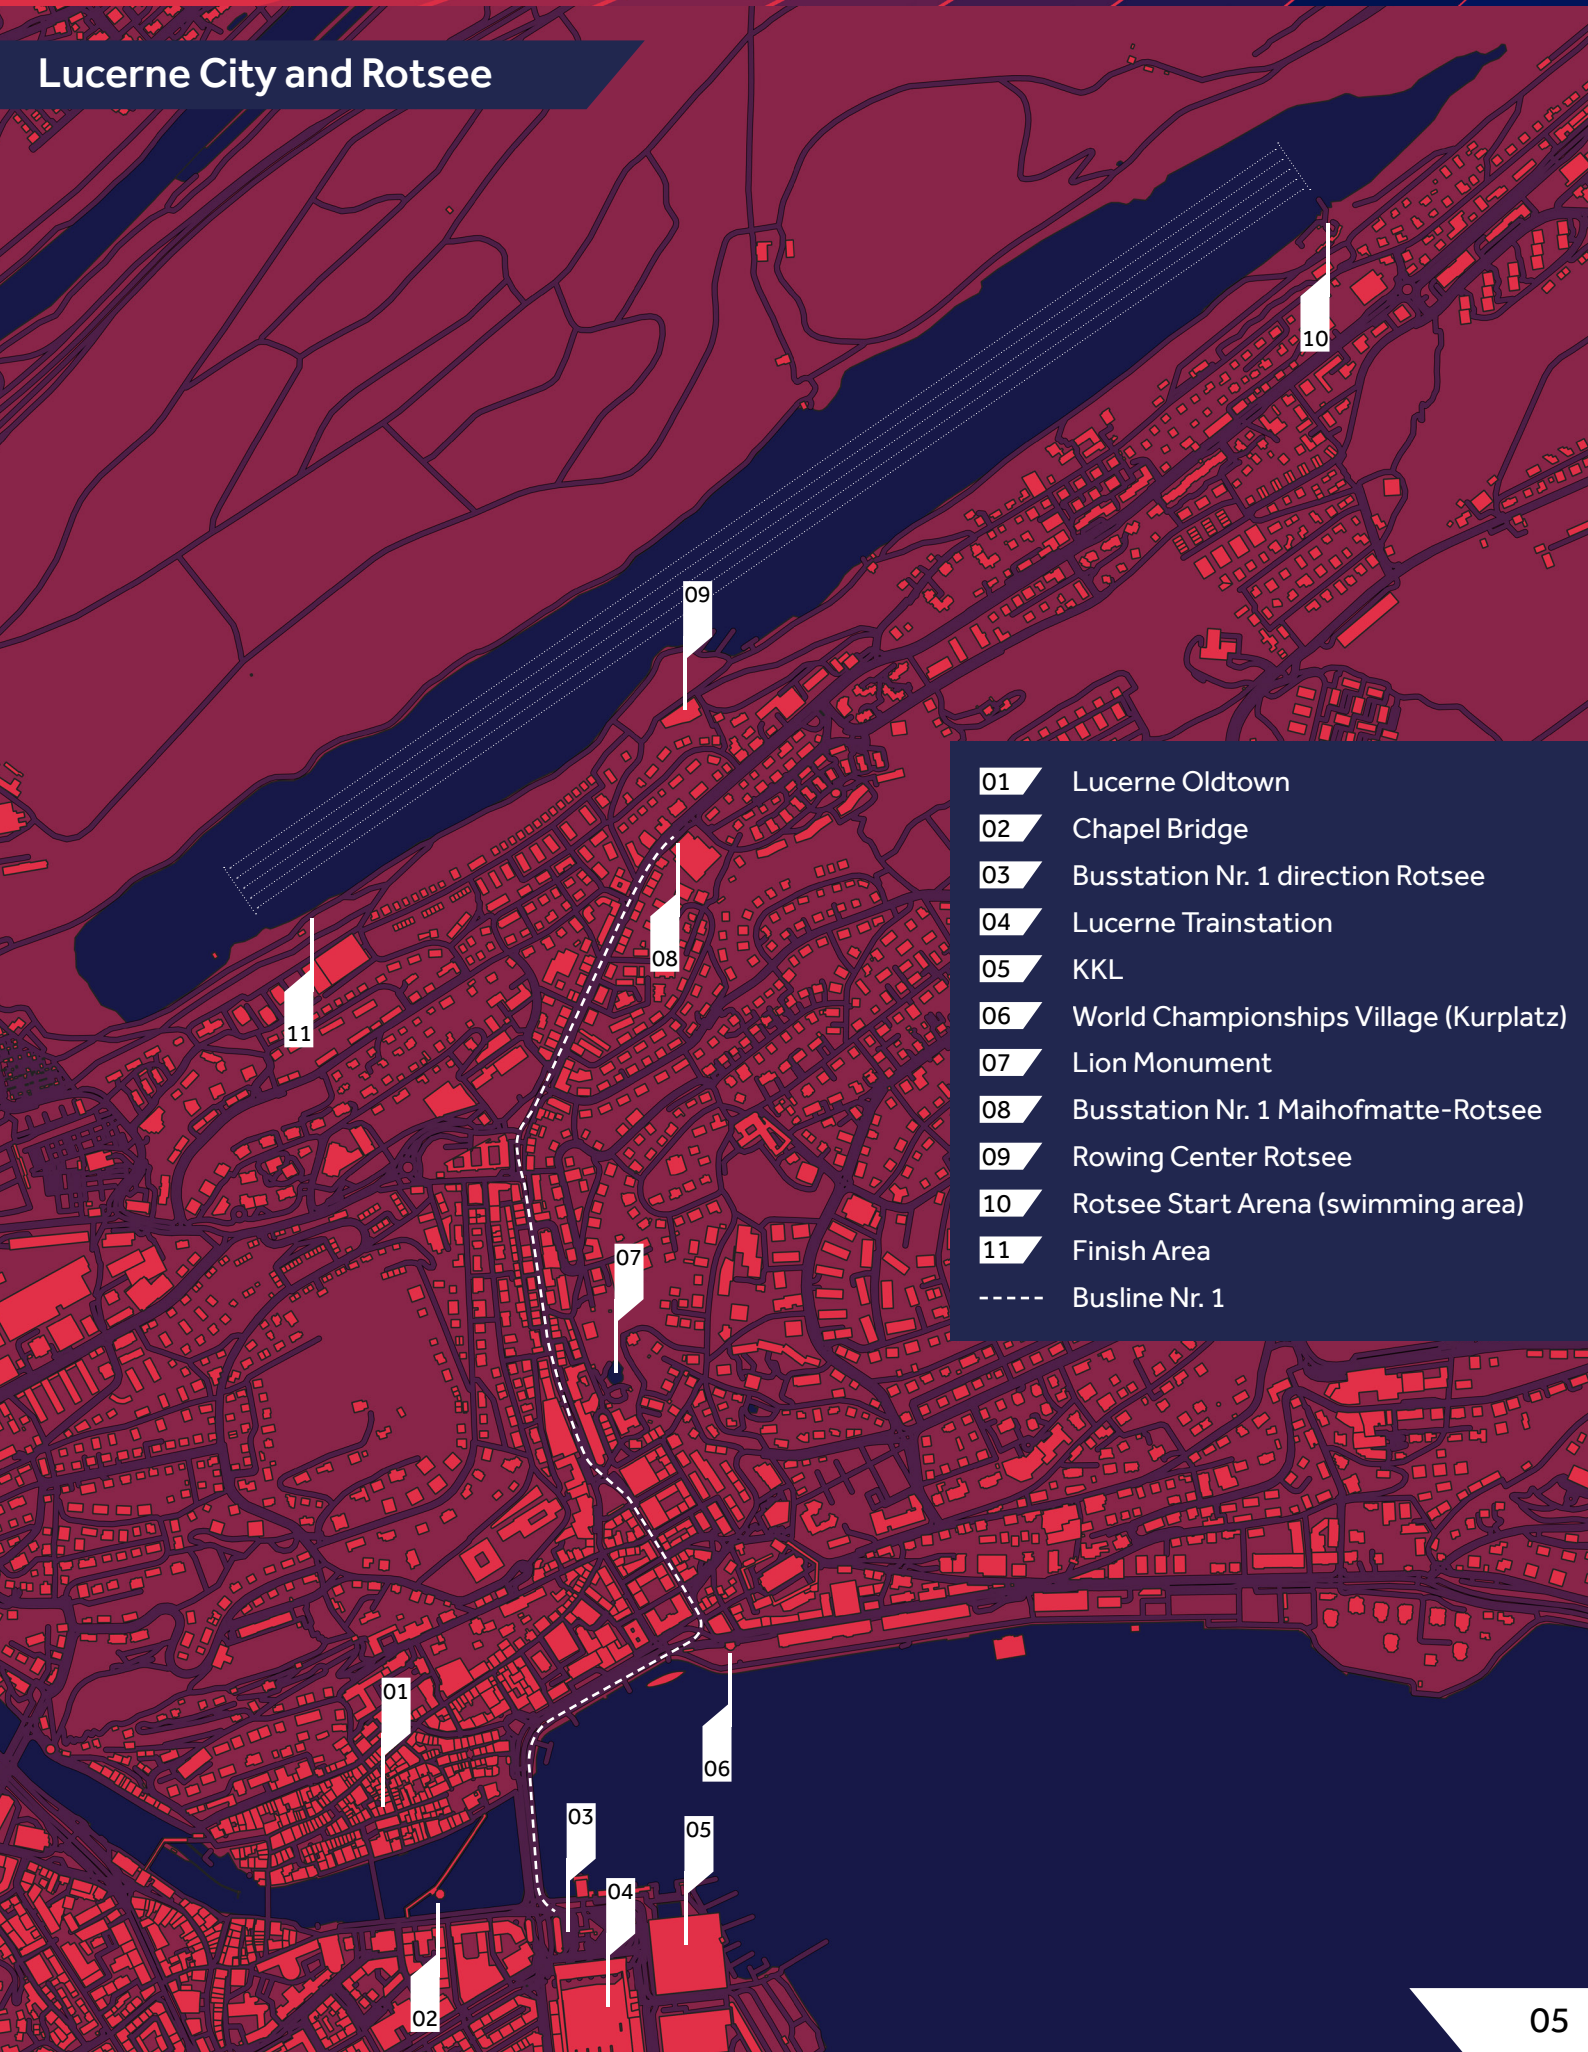 Lucerne City and Rotsee
10
09
01 Lucerne Oldtown
02 Chapel Bridge
03 Busstation Nr. 1 direction Rotsee
04 Lucerne Trainstation
05 KKL
06 World Championships Village (Kurplatz)
07 Lion Monument
08 Busstation Nr. 1 Maihofmatte-Rotsee
09 Rowing Center Rotsee
10 Rotsee Start Arena (swimming area)
11 Finish Area
Busline Nr. 1
08
11
07
01
06
03
05
04
02
05